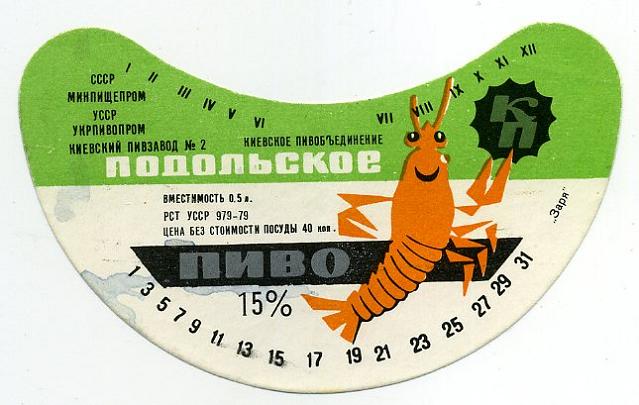 I II III IV V VI VII VIII IX X XI XII
СССР
МИНПИЩЕПРОМ
УССР
УКРПИВОПРОМ
КИЕВСКИЙ ПИВЗАВОД № 2
КИЕВСКОЕ ПИВОБЪЕДИНЕНИЕ
КП
ПОДОЛЬСКОЕ
ВМЕСТИМОСТЬ 0.5 л.
РСТ УССР 979-79
ЦЕНА БЕЗ СТОИМОСТИ ПОСУДЫ 40 коп.
„Заря"
ПИВО
15%
1 3 5 7 9 11 13 15 17 19 21 23 25 27 29 31